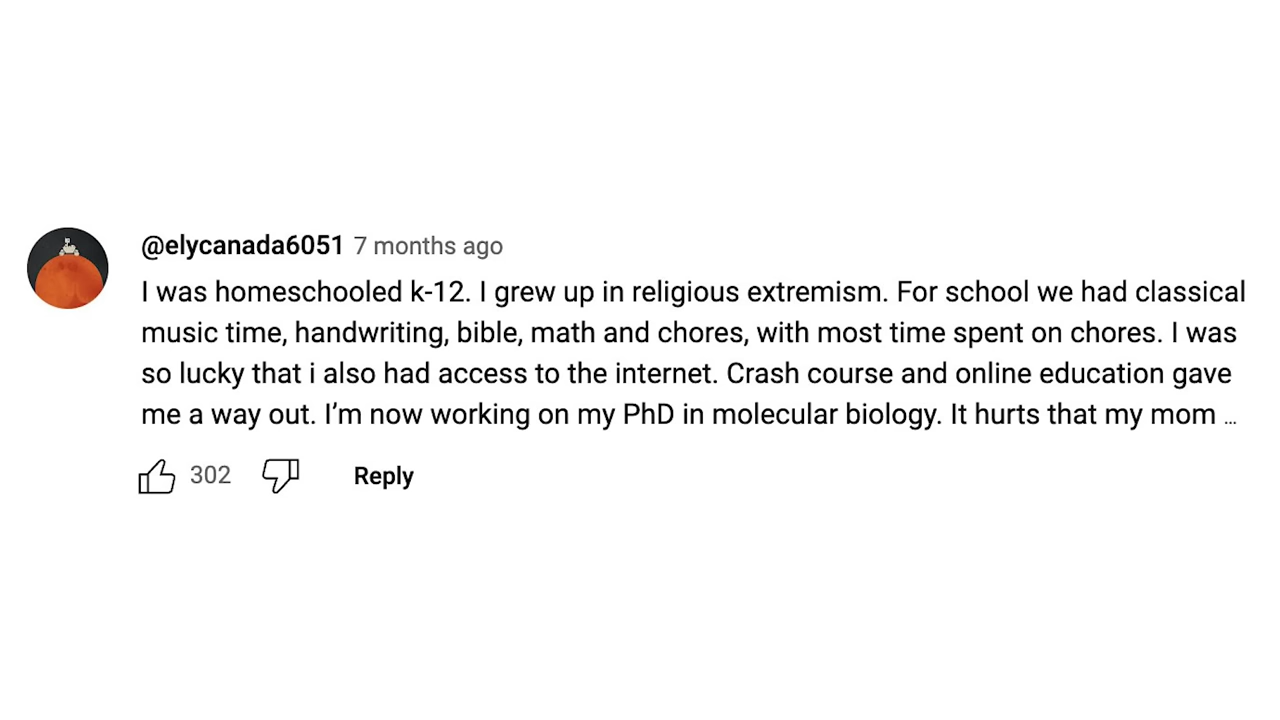 @elycanada6051 7 months ago
I was homeschooled k-12. I grew up in religious extremism. For school we had classical
music time, handwriting, bible, math and chores, with most time spent on chores. I was
so lucky that i also had access to the internet. Crash course and online education gave
me a way out. I’m now working on my PhD in molecular biology. It hurts that my mom ...
302 Reply